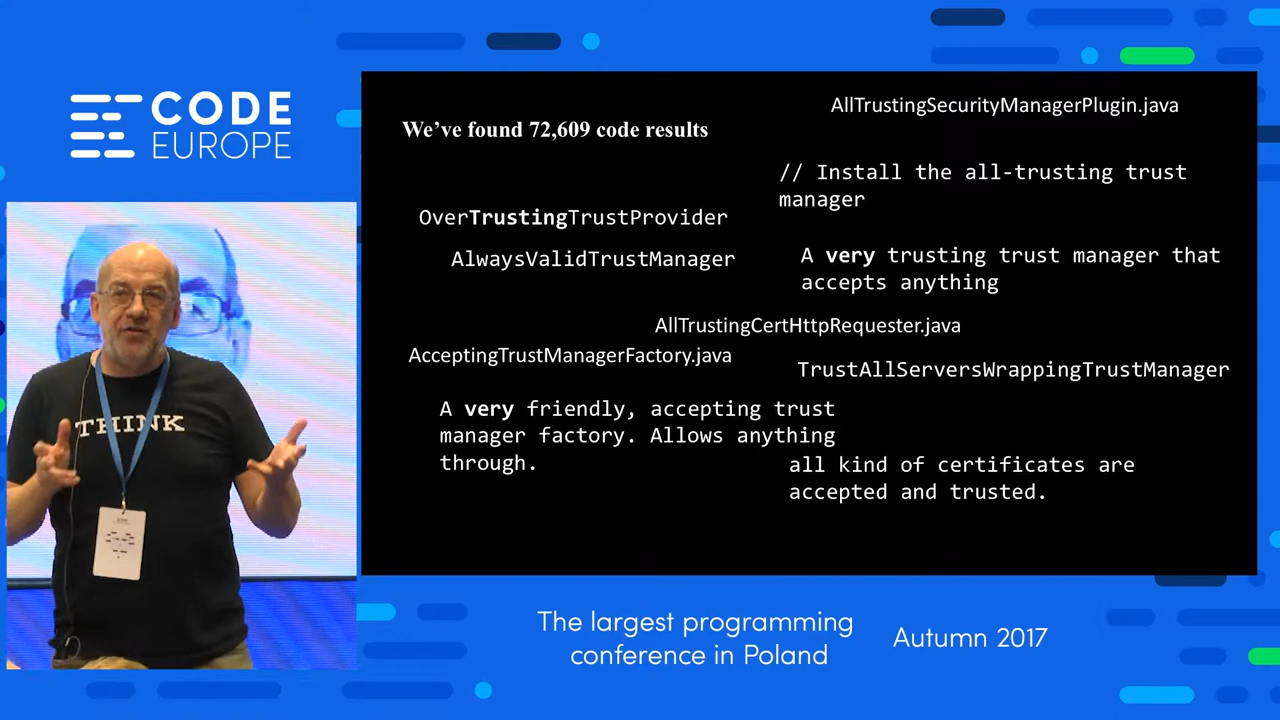 CODE
EUROPE
We've found 72,609 code results
AllTrustingSecurityManagerPlugin.java
// Install the all-trusting trust
manager
OverTrustingTrustProvider
AlwaysValidTrustManager
A very trusting trust manager that
accepts anything
AllTrustingCertHttpRequester.java
AcceptingTrustManagerFactory.java
TrustAllServersWrappingTrustManager
A very friendly, accepting trust
manager factory. Allows anything
through.
all kind of certificates are
accepted and trusted.
THINK
The largest programming
conference in Poland
Autumn 2017